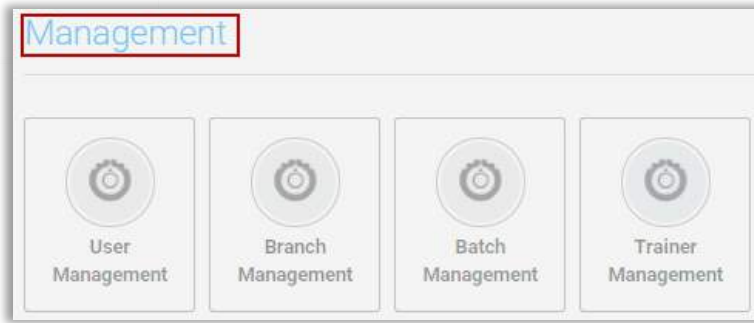 Management
User
Management
Branch
Management
Batch
Management
Trainer
Management